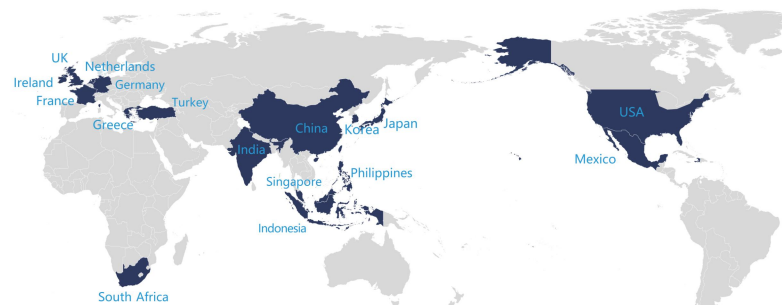 UK
Netherlands
Ireland
Germany
France
Turkey
Greece
China
Korea
Japan
India
Singapore
Philippines
Indonesia
South Africa
USA
Mexico